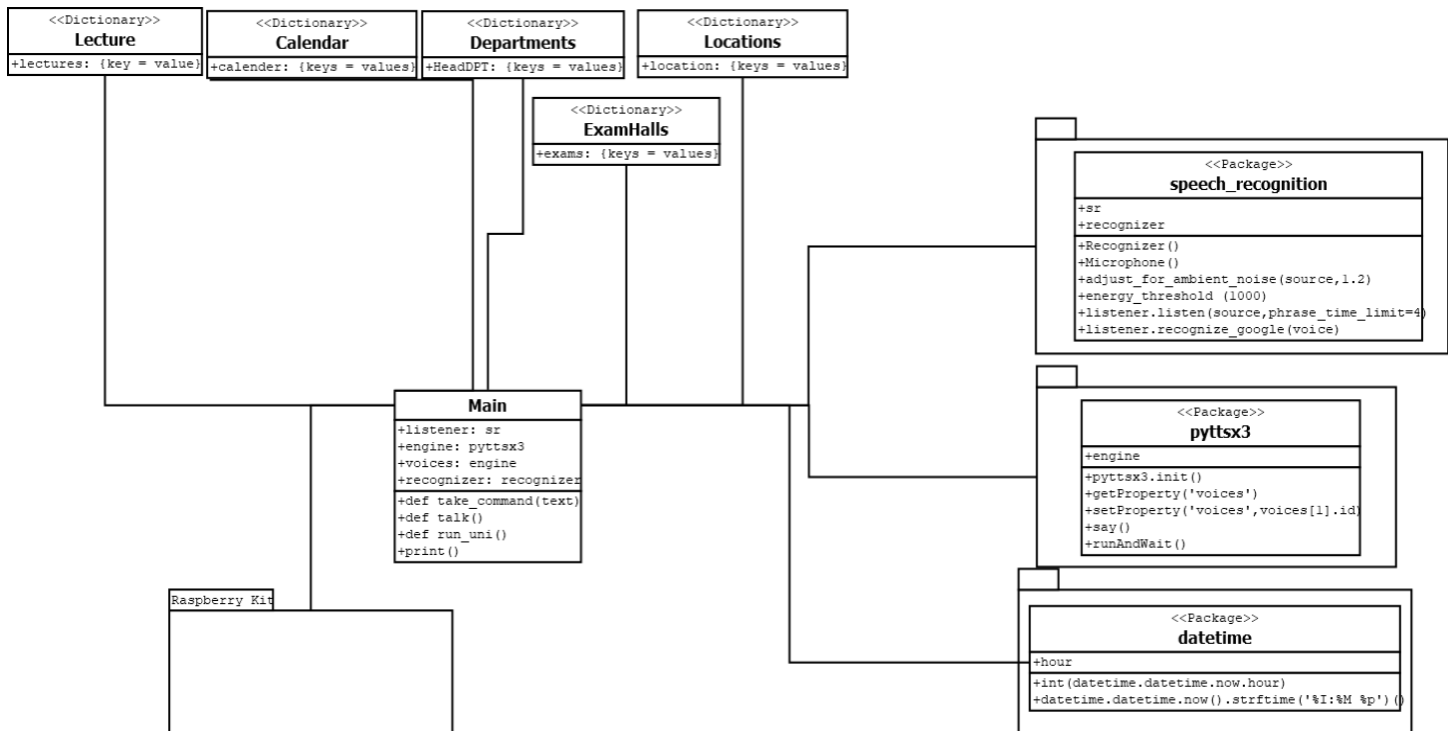 <<Dictionary>>
Lecture
+lectures: {key = value}
<<Dictionary>>
Calendar
+calender: {keys = values}
<<Dictionary>>
Departments
+HeadDPT: {keys = values}
<<Dictionary>>
Locations
+location: {keys = values}
<<Dictionary>>
ExamHalls
+exams: {keys = values}
<<Package>>
speech_recognition
+sr
+recognizer
+Recognizer()
+Microphone()
+adjust_for_ambient_noise(source,1.2)
+energy_threshold (1000)
+listener.listen(source,phrase_time_limit=4)
+listener.recognize_google(voice)
Main
+listener: sr
+engine: pyttsx3
+voices: engine
+recognizer: recognizer
+def take_command(text)
+def talk()
+def run_uni()
+print()
<<Package>>
pyttsx3
+engine
+pyttsx3.init()
+getProperty('voices')
+setProperty('voices',voices[1].id)
+say()
+runAndWait()
Raspberry Kit
<<Package>>
datetime
+hour
+int(datetime.datetime.now.hour)
+datetime.datetime.now().strftime('%I:%M %p')()